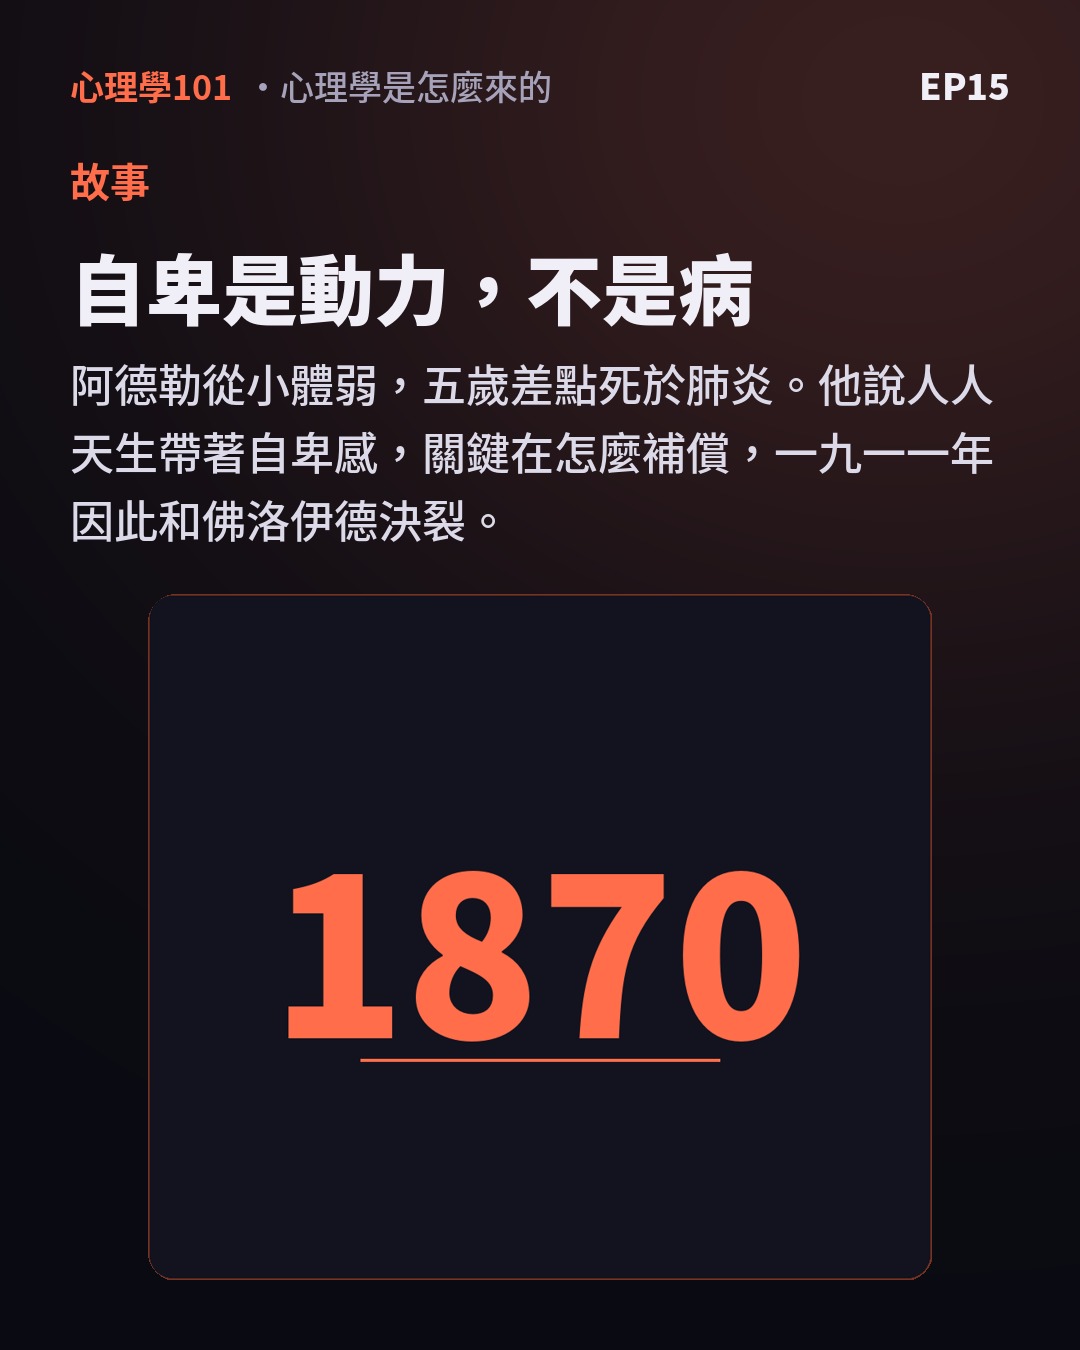 心理學101 ・心理學是怎麼來的
EP15
故事
自卑是動力，不是病
阿德勒從小體弱，五歲差點死於肺炎。他說人人
天生帶著自卑感，關鍵在怎麼補償，一九一一年
因此和佛洛伊德決裂。
1870